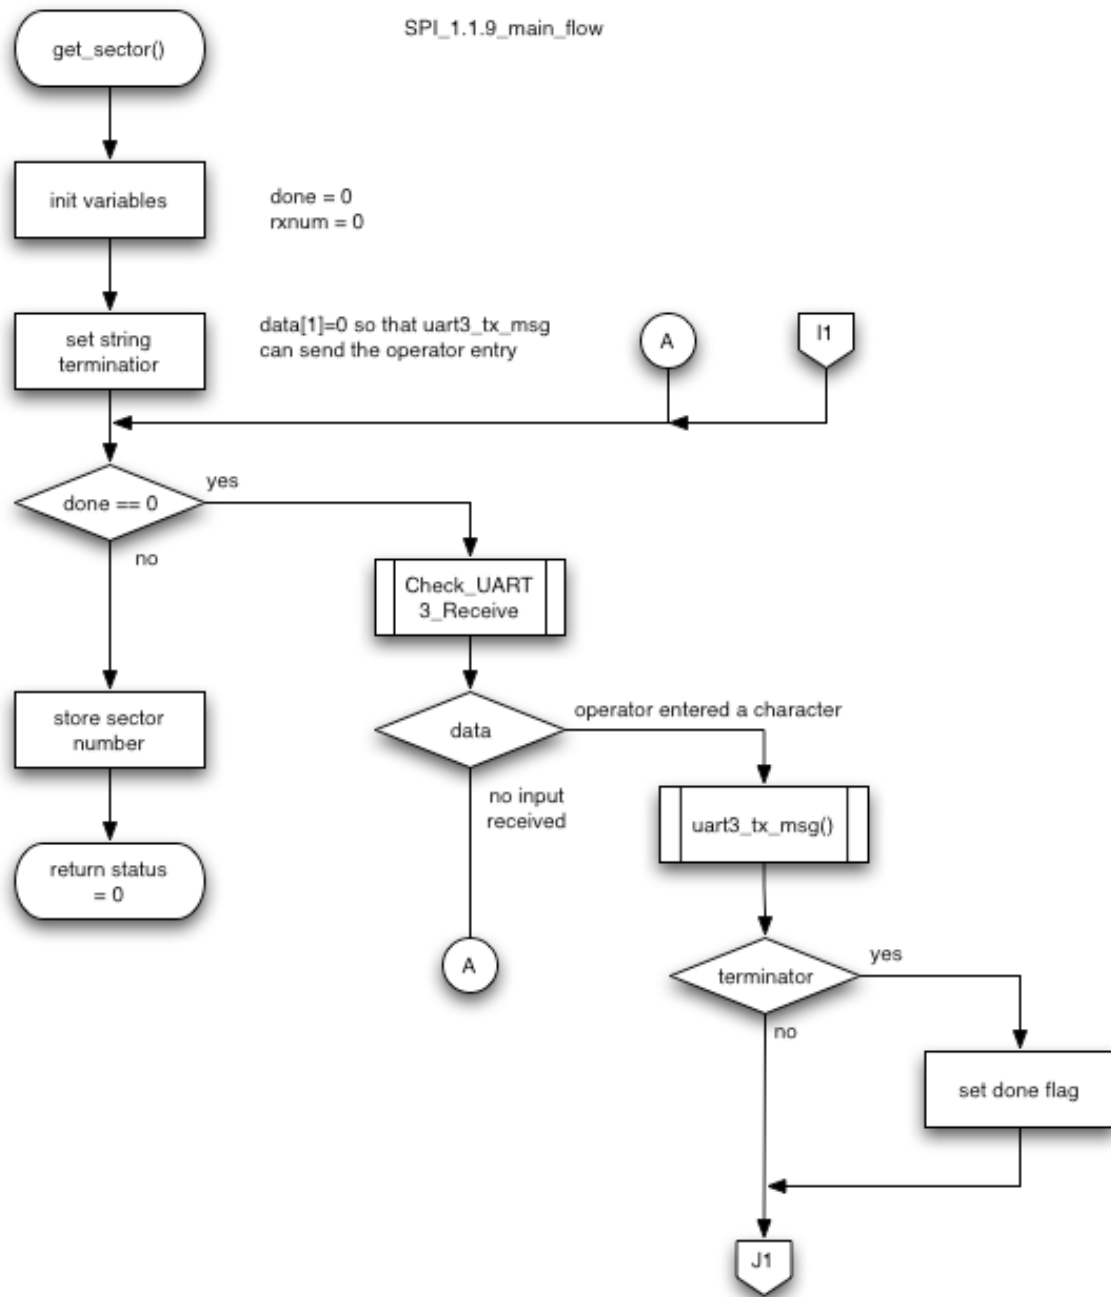 get_sector()
SPI_1.1.9_main_flow
init variables
done = 0
rxnum = 0
set string
terminatior
data[1]=0 so that uart3_tx_msg
can send the operator entry
A
I1
done == 0
yes
no
Check_UART
3_Receive
store sector
number
data
operator entered a character
no input
received
uart3_tx_msg()
return status
= 0
A
terminator
yes
no
set done flag
J1